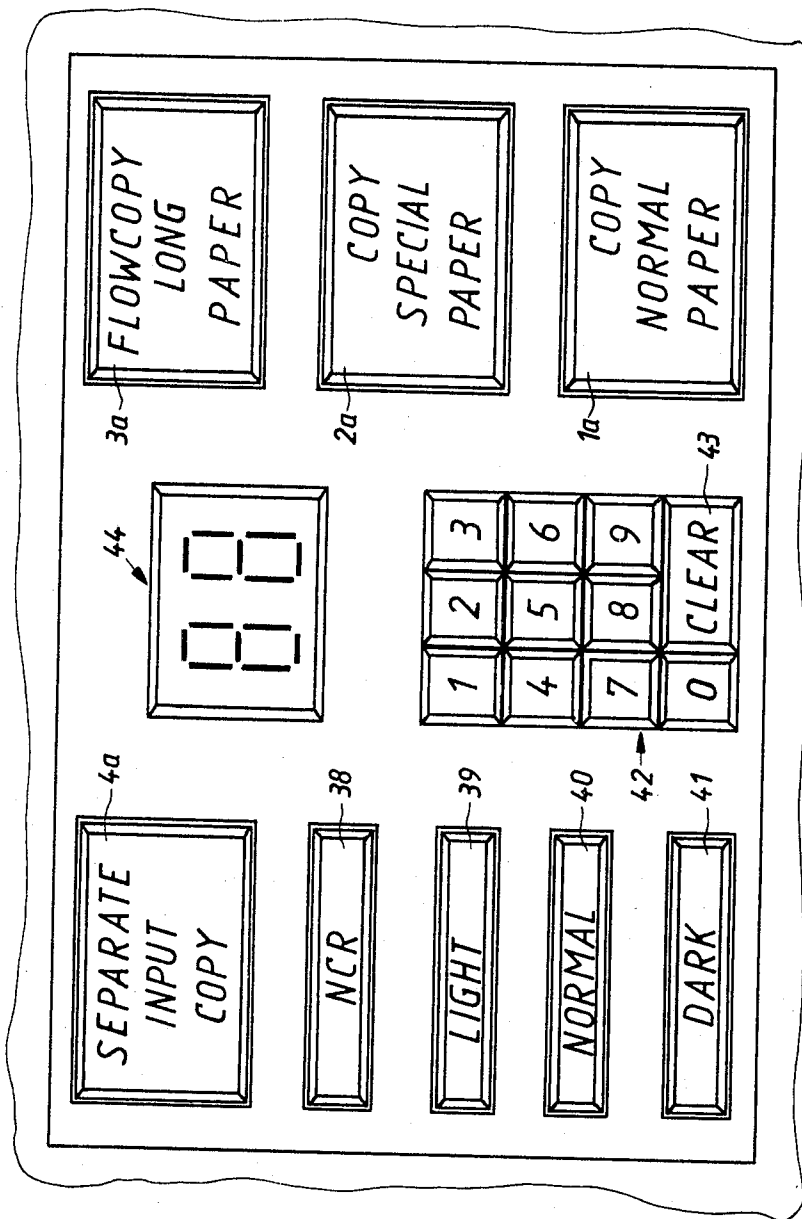 SEPARATE
INPUT
COPY
4a
NCR
38
LIGHT
39
NORMAL
40
DARK
41
44
88
1 2 3
4 5 6
7 8 9
0 CLEAR
42
43
3a
FLOWCOPY
LONG
PAPER
2a
COPY
SPECIAL
PAPER
1a
COPY
NORMAL
PAPER